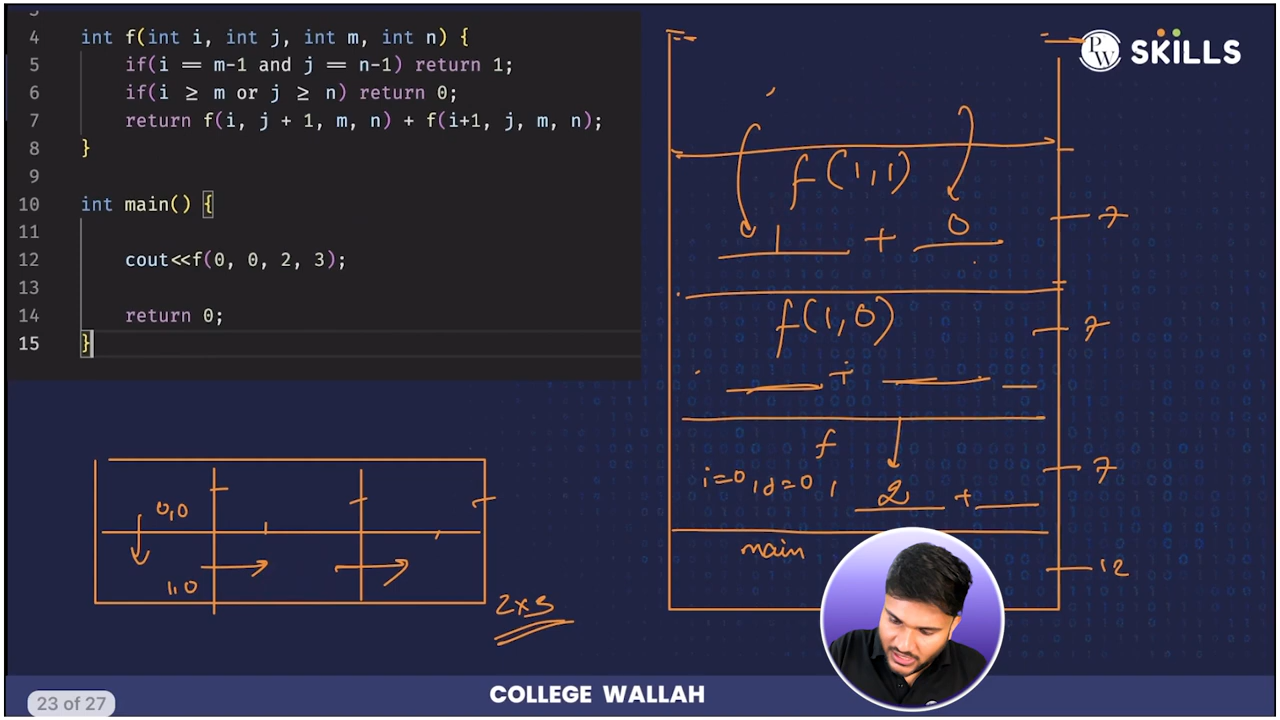 4 int f(int i, int j, int m, int n) {
5 if(i == m-1 and j == n-1) return 1;
6 if(i ≥ m or j ≥ n) return 0;
7 return f(i, j + 1, m, n) + f(i+1, j, m, n);
8 }
9
10 int main() {
11
12 cout<<f(0, 0, 2, 3);
13
14 return 0;
15 }
PW SKILLS
f(1,1)
1 + 0
7
f(1,0)
7
+
f
i=0, j=0,
2 +
7
main
12
0,0
1,0
2x3
COLLEGE WALLAH
23 of 27